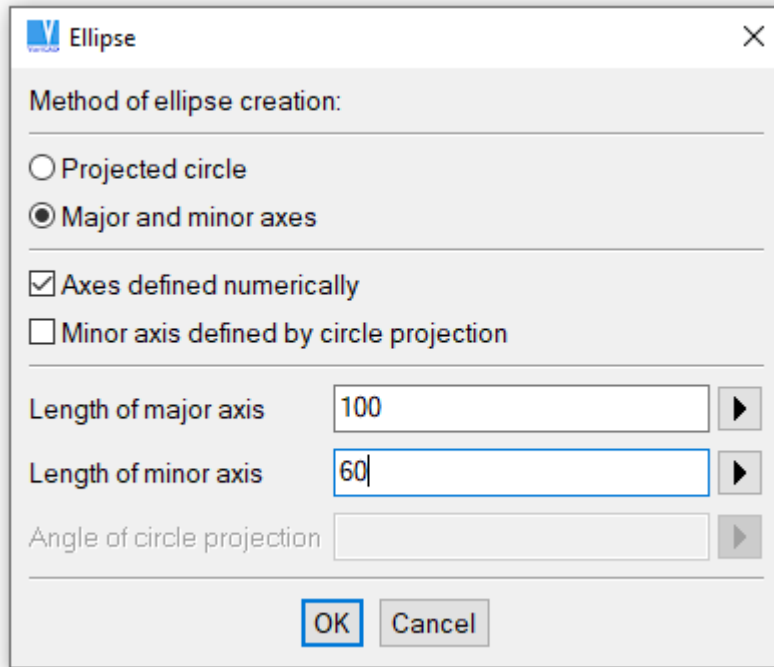 Ellipse
Method of ellipse creation:
Projected circle
Major and minor axes
Axes defined numerically
Minor axis defined by circle projection
Length of major axis 100
Length of minor axis 60
Angle of circle projection
OK Cancel